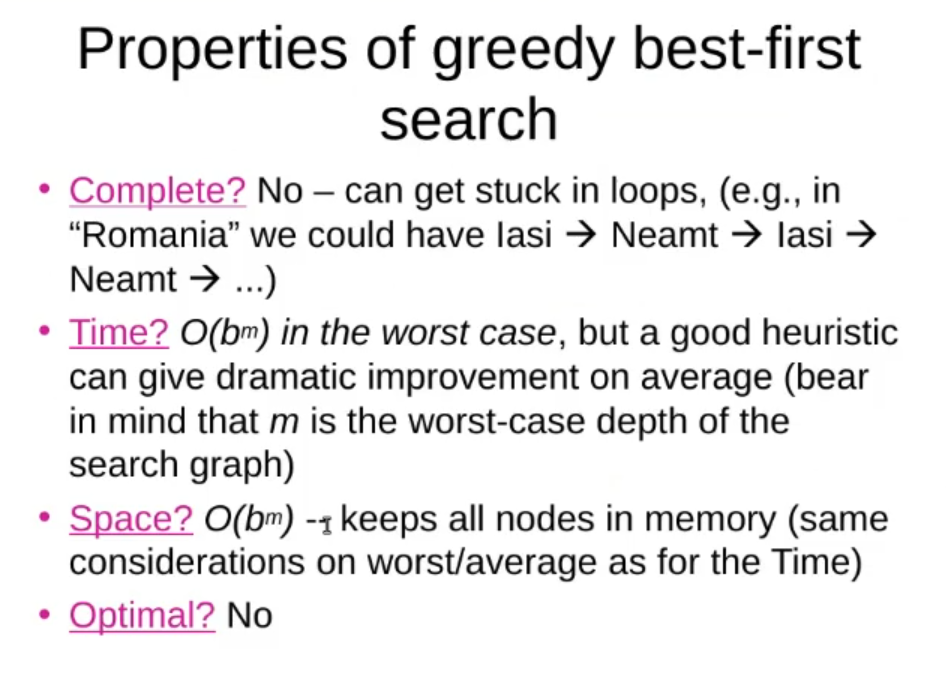 Properties of greedy best-first
search
• Complete? No – can get stuck in loops, (e.g., in
“Romania” we could have Iasi → Neamt → Iasi →
Neamt → ...)
• Time? O(bm) in the worst case, but a good heuristic
can give dramatic improvement on average (bear
in mind that m is the worst-case depth of the
search graph)
• Space? O(bm) -- keeps all nodes in memory (same
considerations on worst/average as for the Time)
• Optimal? No